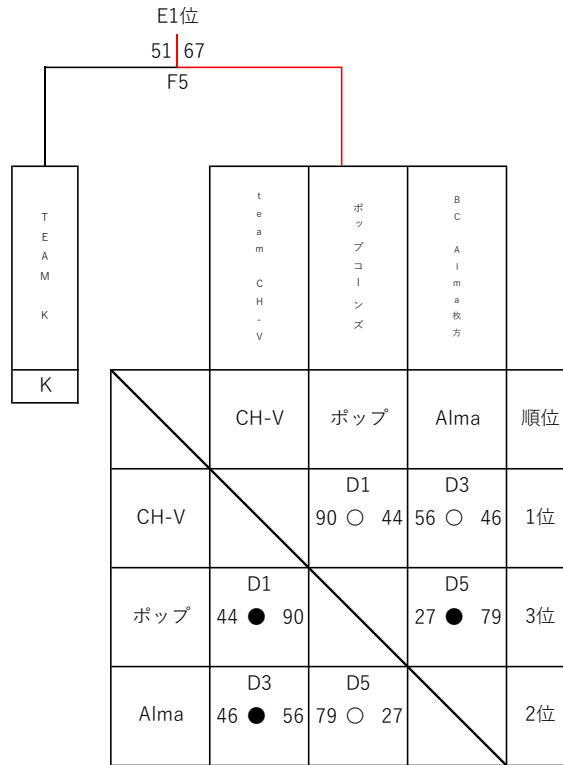 E1位
51 67
F5
TEAM K
team CH-V
ポップコーンズ
BC Alma枚方
K
CH-V ポップ Alma 順位
D1 D3
CH-V 90 ○ 44 56 ○ 46 1位
D1 D5
ポップ 44 ● 90 27 ● 79 3位
D3 D5
Alma 46 ● 56 79 ○ 27 2位